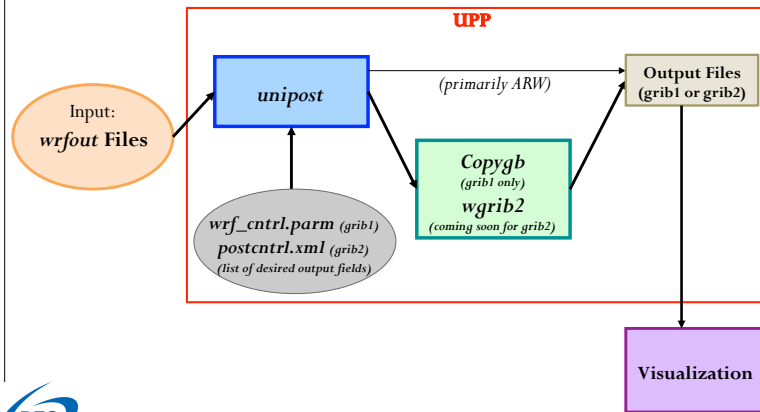 UPP
Input:
wrfout Files
unipost
(primarily ARW)
Output Files
(grib1 or grib2)
Copygb
(grib1 only)
wgrib2
(coming soon for grib2)
wrf_cntrl.parm (grib1)
postcntrl.xml (grib2)
(list of desired output fields)
Visualization